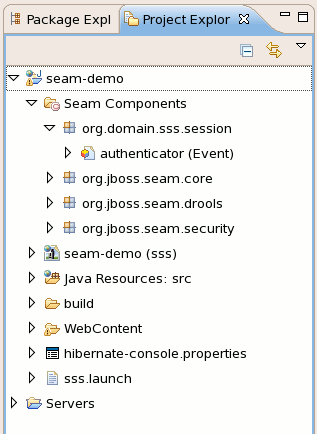 Package Expl
Project Explor
seam-demo
Seam Components
org.domain.sss.session
authenticator (Event)
org.jboss.seam.core
org.jboss.seam.drools
org.jboss.seam.security
seam-demo (sss)
Java Resources: src
build
WebContent
hibernate-console.properties
sss.launch
Servers